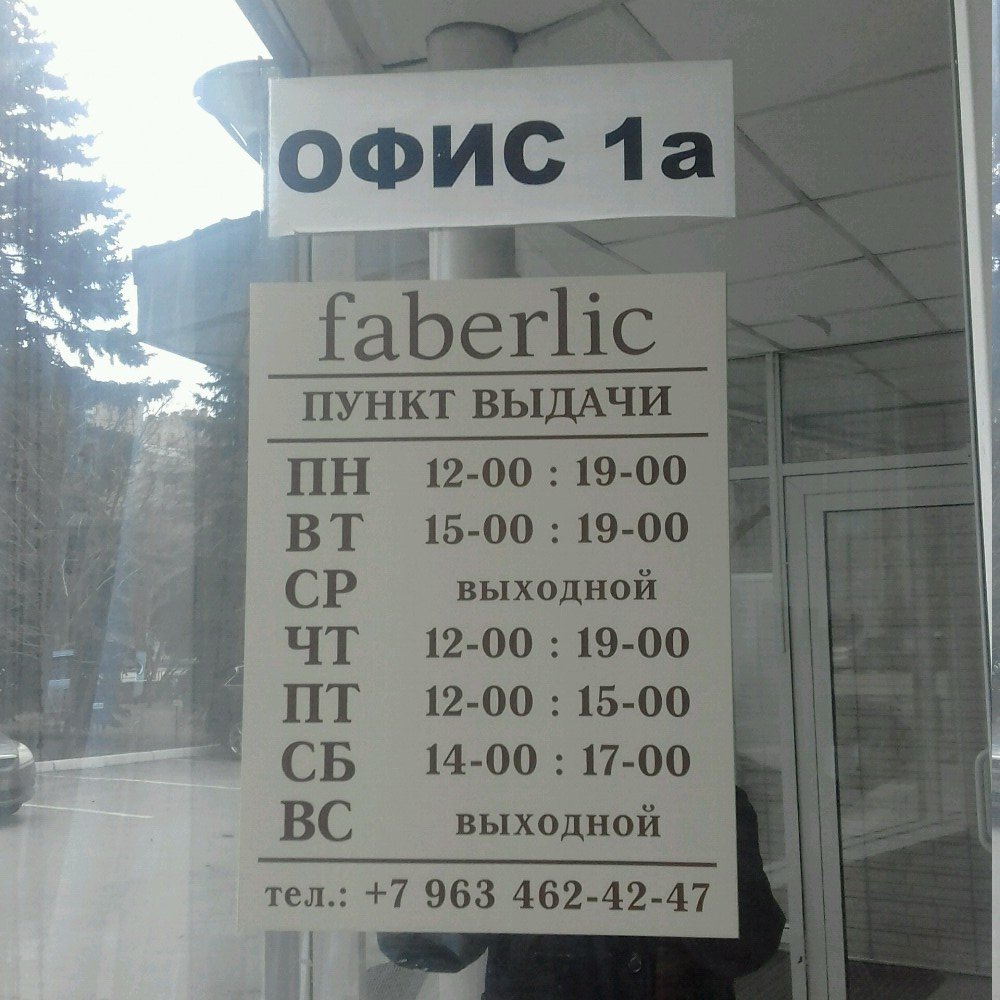 ОФИС 1а
faberlic
ПУНКТ ВЫДАЧИ
ПН 12-00 : 19-00
ВТ 15-00 : 19-00
СР выходной
ЧТ 12-00 : 19-00
ПТ 12-00 : 15-00
СБ 14-00 : 17-00
ВС выходной
тел.: +7 963 462-42-47